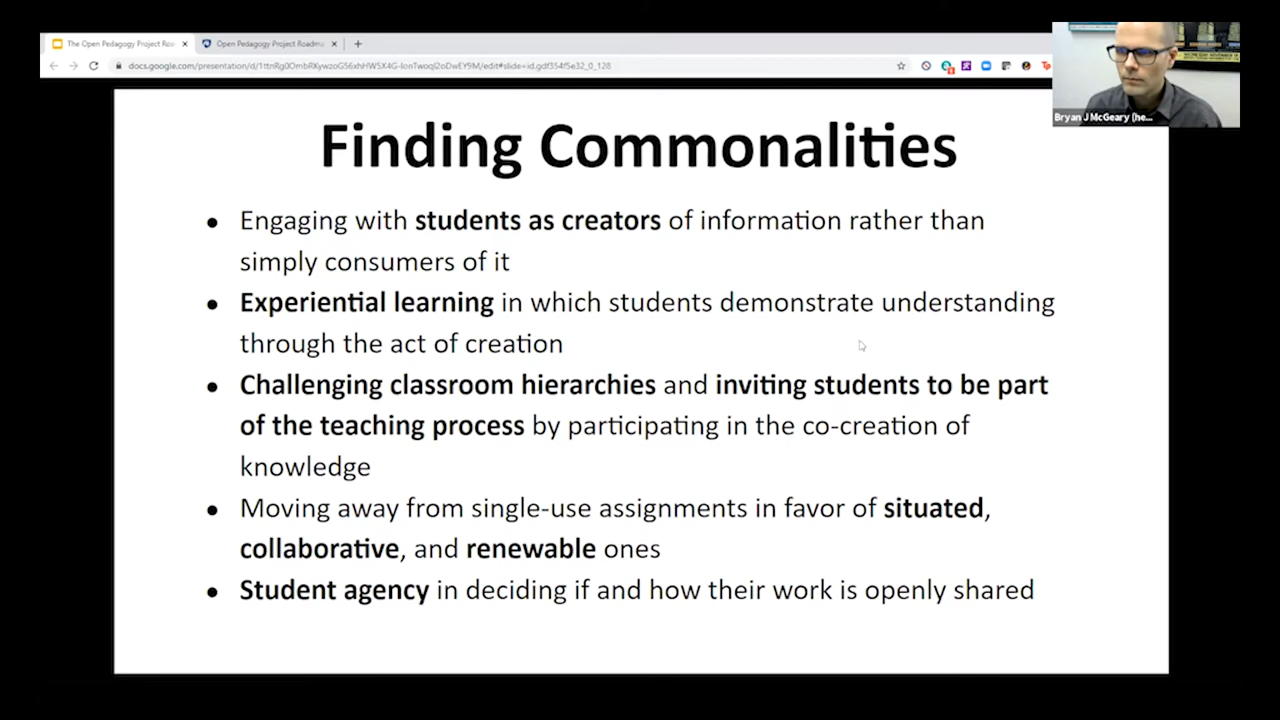 The Open Pedagogy Project Roa
Open Pedagogy Project Roadma
Bryan J McGeary (he...
Finding Commonalities
• Engaging with students as creators of information rather than
simply consumers of it
• Experiential learning in which students demonstrate understanding
through the act of creation
• Challenging classroom hierarchies and inviting students to be part
of the teaching process by participating in the co-creation of
knowledge
• Moving away from single-use assignments in favor of situated,
collaborative, and renewable ones
• Student agency in deciding if and how their work is openly shared